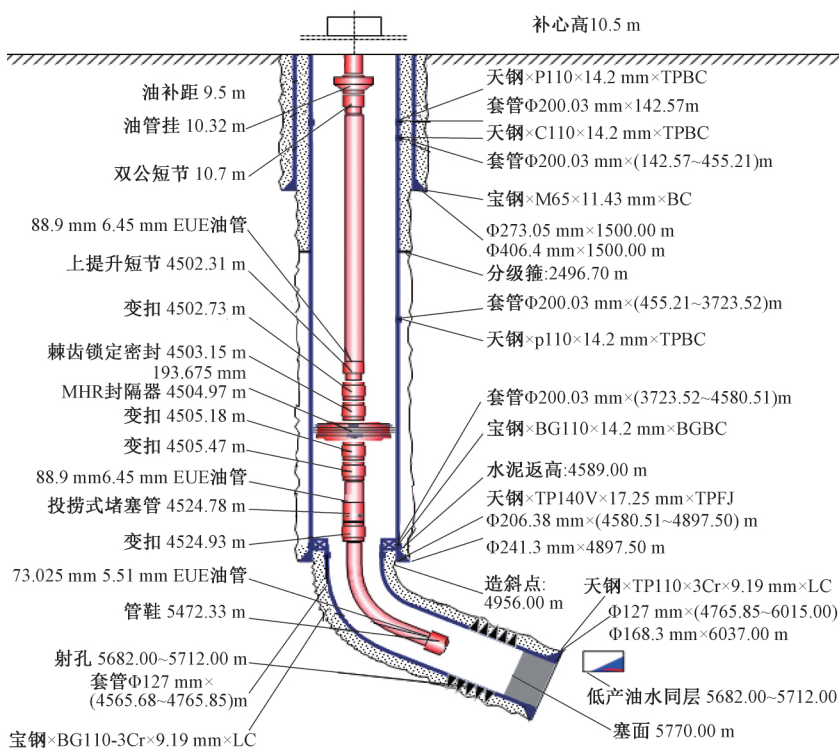 补心高10.5 m
油补距 9.5 m
油管挂 10.32 m
双公短节 10.7 m
88.9 mm 6.45 mm EUE油管
上提升短节 4502.31 m
变扣 4502.73 m
棘齿锁定密封 4503.15 m
193.675 mm
MHR封隔器 4504.97 m
变扣 4505.18 m
变扣 4505.47 m
88.9 mm6.45 mm EUE油管
投捞式堵塞管 4524.78 m
变扣 4524.93 m
73.025 mm 5.51 mm EUE油管
管鞋 5472.33 m
射孔 5682.00~5712.00 m
套管Φ127 mm×
(4565.68~4765.85)m
宝钢×BG110-3Cr×9.19 mm×LC
天钢×P110×14.2 mm×TPBC
套管Φ200.03 mm×142.57m
天钢×C110×14.2 mm×TPBC
套管Φ200.03 mm×(142.57~455.21)m
宝钢×M65×11.43 mm×BC
Φ273.05 mm×1500.00 m
Φ406.4 mm×1500.00 m
分级箍:2496.70 m
套管Φ200.03 mm×(455.21~3723.52)m
天钢×p110×14.2 mm×TPBC
套管Φ200.03 mm×(3723.52~4580.51)m
宝钢×BG110×14.2 mm×BGBC
水泥返高:4589.00 m
天钢×TP140V×17.25 mm×TPFJ
Φ206.38 mm×(4580.51~4897.50) m
Φ241.3 mm×4897.50 m
造斜点:
4956.00 m
天钢×TP110×3Cr×9.19 mm×LC
Φ127 mm×(4765.85~6015.00)
Φ168.3 mm×6037.00 m
低产油水同层 5682.00~5712.00
塞面 5770.00 m